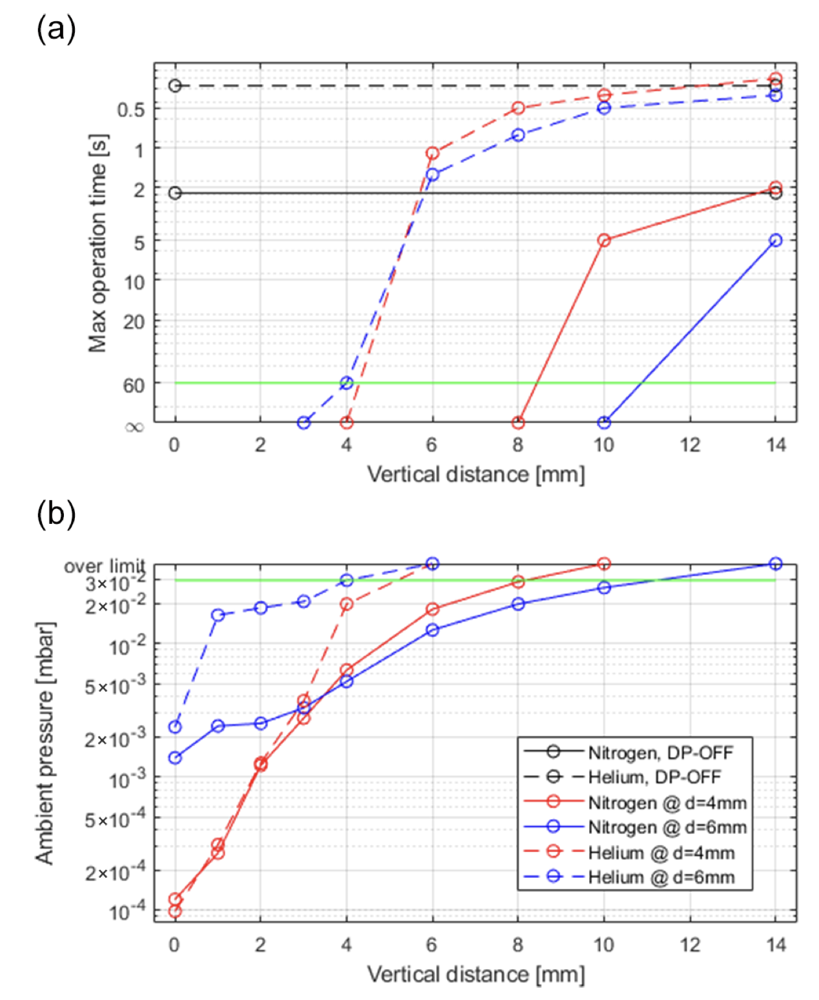 (a)
Max operation time [s]
0.5
1
2
5
10
20
60
∞
0 2 4 6 8 10 12 14
Vertical distance [mm]
(b)
Ambient pressure [mbar]
over limit
3×10⁻²
2×10⁻²
10⁻²
5×10⁻³
2×10⁻³
10⁻³
5×10⁻⁴
2×10⁻⁴
10⁻⁴
Nitrogen, DP-OFF
Helium, DP-OFF
Nitrogen @ d=4mm
Nitrogen @ d=6mm
Helium @ d=4mm
Helium @ d=6mm
0 2 4 6 8 10 12 14
Vertical distance [mm]